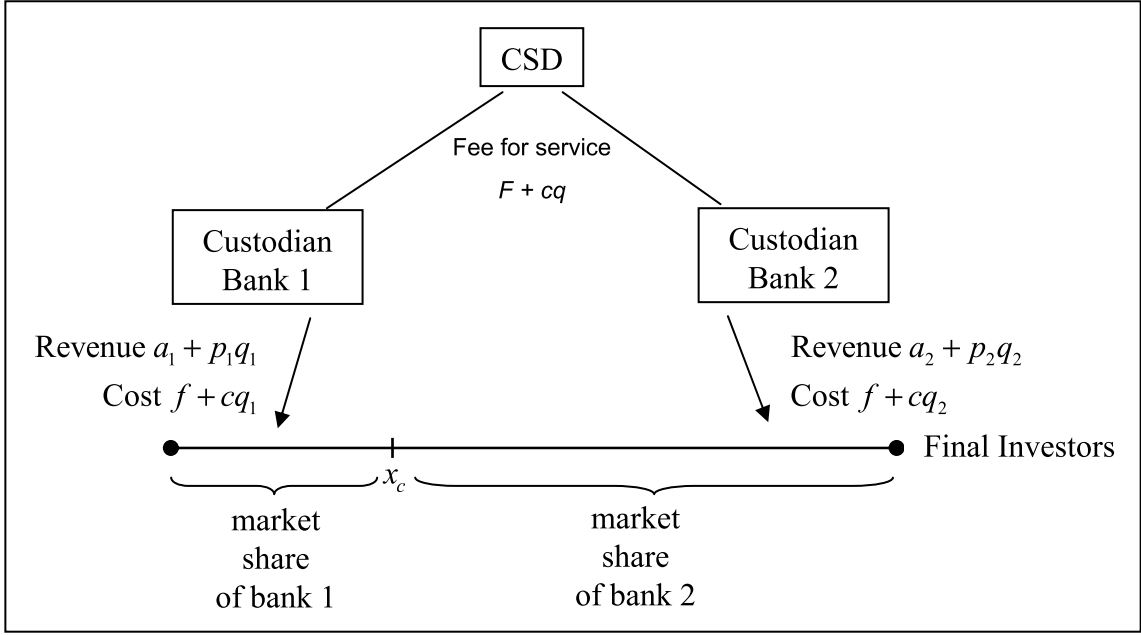 CSD
Fee for service
F + cq
Custodian
Bank 1
Custodian
Bank 2
Revenue a₁ + p₁q₁
Cost f + cq₁
Revenue a₂ + p₂q₂
Cost f + cq₂
Final Investors
x_c
market
share
of bank 1
market
share
of bank 2